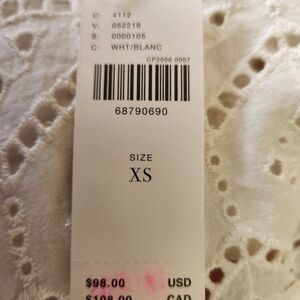 C: 4112
V: 052216
S: 0000105
C: WHT/BLANC
CP2066 0007
68790690
SIZE
XS
$98.00 USD
$108.00 CAD